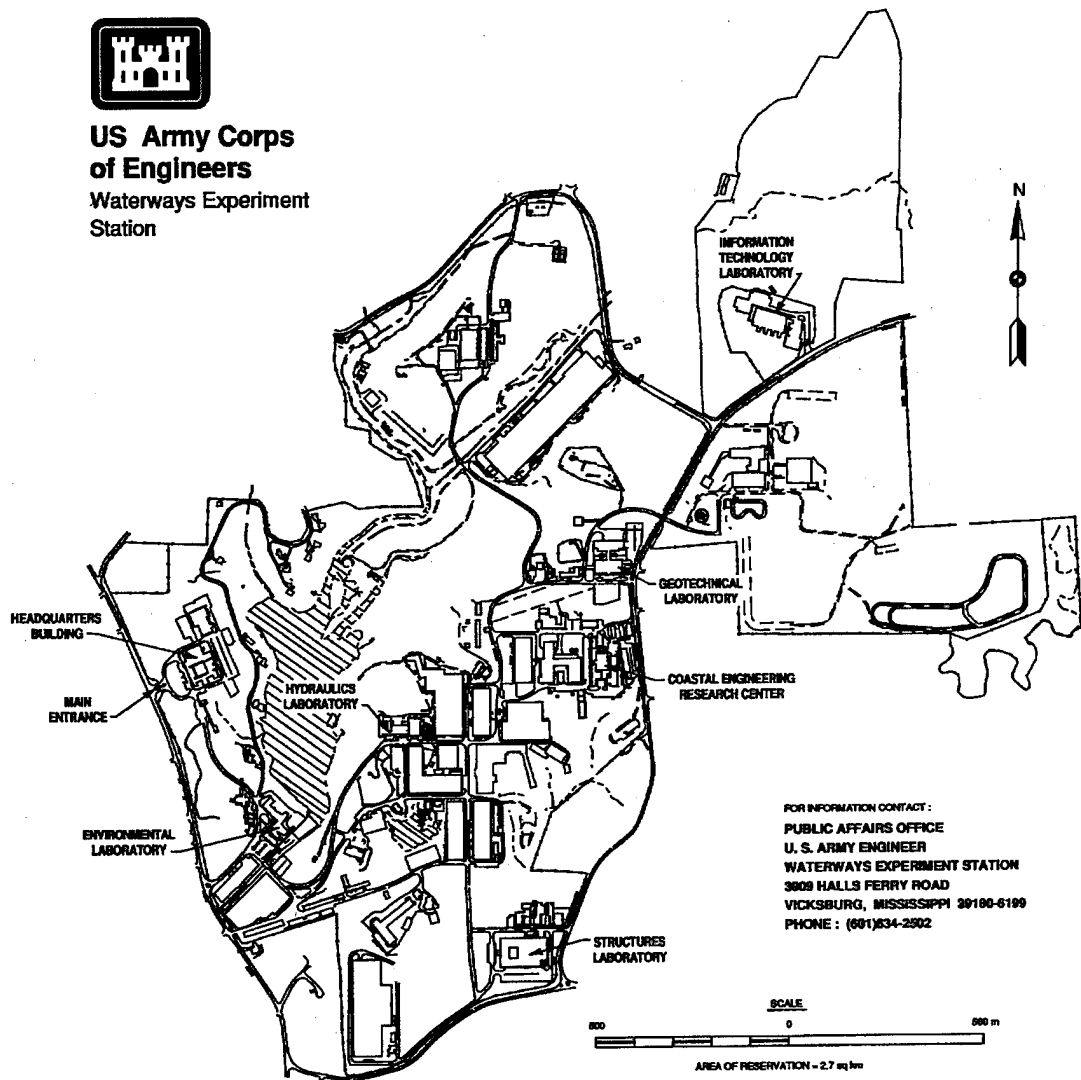 US Army Corps
of Engineers
Waterways Experiment
Station
N
INFORMATION
TECHNOLOGY
LABORATORY
GEOTECHNICAL
LABORATORY
HEADQUARTERS
BUILDING
HYDRAULICS
LABORATORY
COASTAL ENGINEERING
RESEARCH CENTER
MAIN
ENTRANCE
ENVIRONMENTAL
LABORATORY
FOR INFORMATION CONTACT :
PUBLIC AFFAIRS OFFICE
U. S. ARMY ENGINEER
WATERWAYS EXPERIMENT STATION
3909 HALLS FERRY ROAD
VICKSBURG, MISSISSIPPI 39180-6199
PHONE : (601)634-2502
STRUCTURES
LABORATORY
SCALE
500 0 500 m
AREA OF RESERVATION = 2.7 sq km